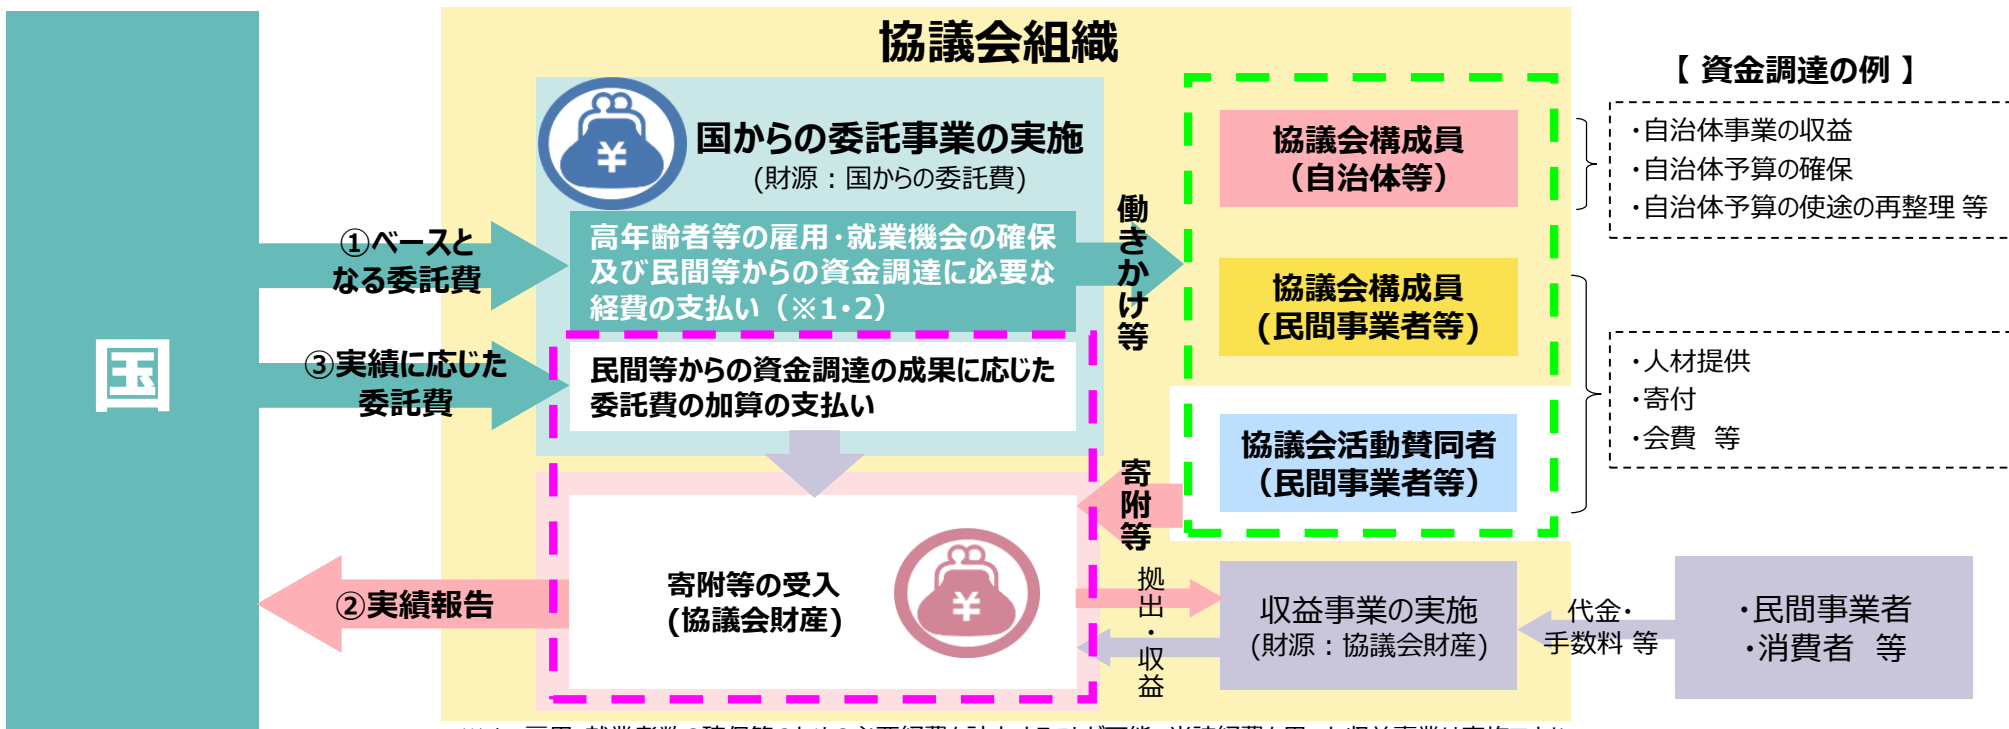 協議会組織
【 資金調達の例 】
国
国からの委託事業の実施
(財源：国からの委託費)
¥
①ベースと
なる委託費
高年齢者等の雇用・就業機会の確保
及び民間等からの資金調達に必要な
経費の支払い（※1・2）
働きかけ等
③実績に応じた
委託費
民間等からの資金調達の成果に応じた
委託費の加算の支払い
協議会構成員
（自治体等）
・自治体事業の収益
・自治体予算の確保
・自治体予算の使途の再整理 等
協議会構成員
(民間事業者等)
協議会活動賛同者
（民間事業者等）
・人材提供
・寄付
・会費 等
寄附等
②実績報告
寄附等の受入
(協議会財産)
¥
拠出・収益
収益事業の実施
(財源：協議会財産)
代金・
手数料 等
・民間事業者
・消費者 等